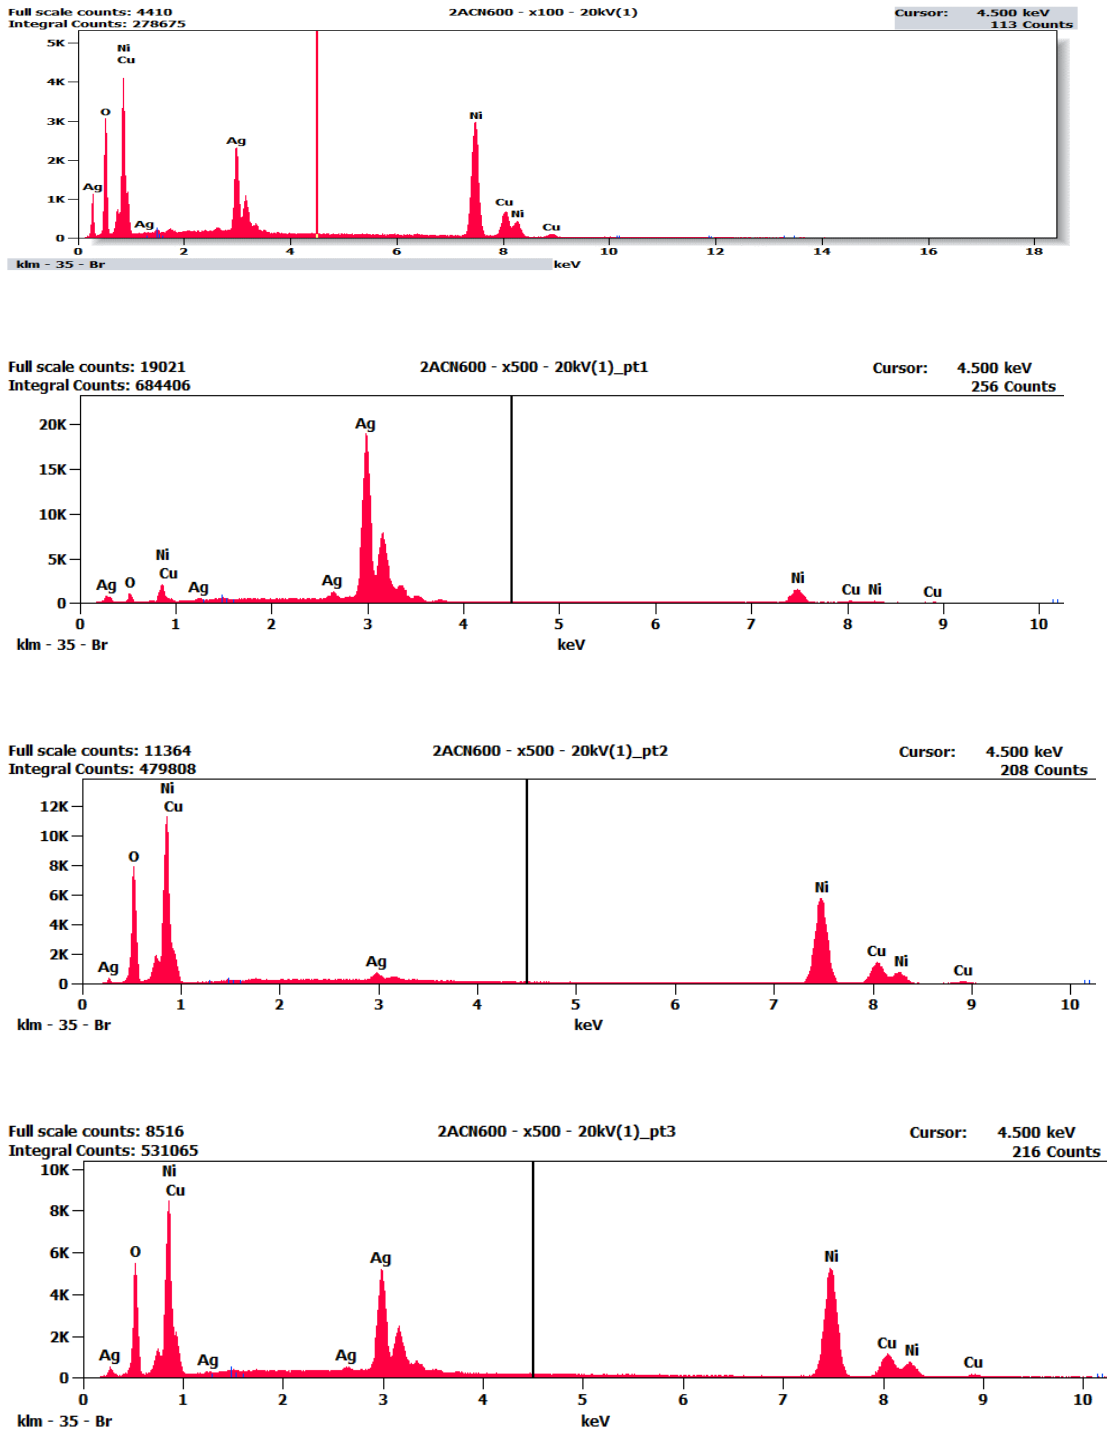 Full scale counts: 4410 2ACN600 - x100 - 20kV(1) Cursor: 4.500 keV
Integral Counts: 278675 113 Counts
5K
Ni
Cu
4K
O
3K
Ni
Ag
2K
Ag
Cu
1K
Ni
Ag
Cu
0
0 2 4 6 8 10 12 14 16 18
klm - 35 - Br keV
Full scale counts: 19021 2ACN600 - x500 - 20kV(1)_pt1 Cursor: 4.500 keV
Integral Counts: 684406 256 Counts
20K
Ag
15K
10K
5K
Ni
Ag O Cu Ag Ag Ni Cu Ni Cu
0
0 1 2 3 4 5 6 7 8 9 10
klm - 35 - Br keV
Full scale counts: 11364 2ACN600 - x500 - 20kV(1)_pt2 Cursor: 4.500 keV
Integral Counts: 479808 208 Counts
Ni
12K Cu
10K
O
8K
6K Ni
4K
2K Cu Ni
Ag Ag Cu
0
0 1 2 3 4 5 6 7 8 9 10
klm - 35 - Br keV
Full scale counts: 8516 2ACN600 - x500 - 20kV(1)_pt3 Cursor: 4.500 keV
Integral Counts: 531065 216 Counts
10K Ni
Cu
8K
6K O Ag Ni
4K
2K Cu Ni
Ag Ag Ag Cu
0
0 1 2 3 4 5 6 7 8 9 10
klm - 35 - Br keV